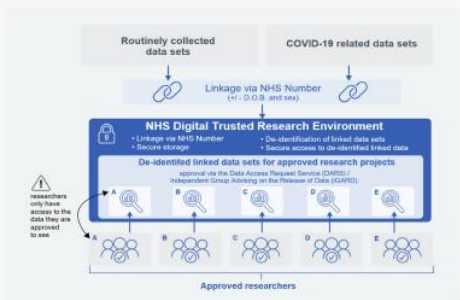 Routinely collected
data sets
COVID-19 related data sets
Linkage via NHS Number
(+/- D.O.B. and sex)
NHS Digital Trusted Research Environment
• Linkage via NHS Number
• Secure storage
• De-identification of linked data sets
• Secure access to de-identified linked data
De-identifed linked data sets for approved research projects
approval via the Data Access Request Service (DARS) /
Independent Group Advising on the Release of Data (IGARD).
A
B
C
D
E
researchers
only have
access to the
data they are
approved
to see
A
B
C
D
E
Approved researchers